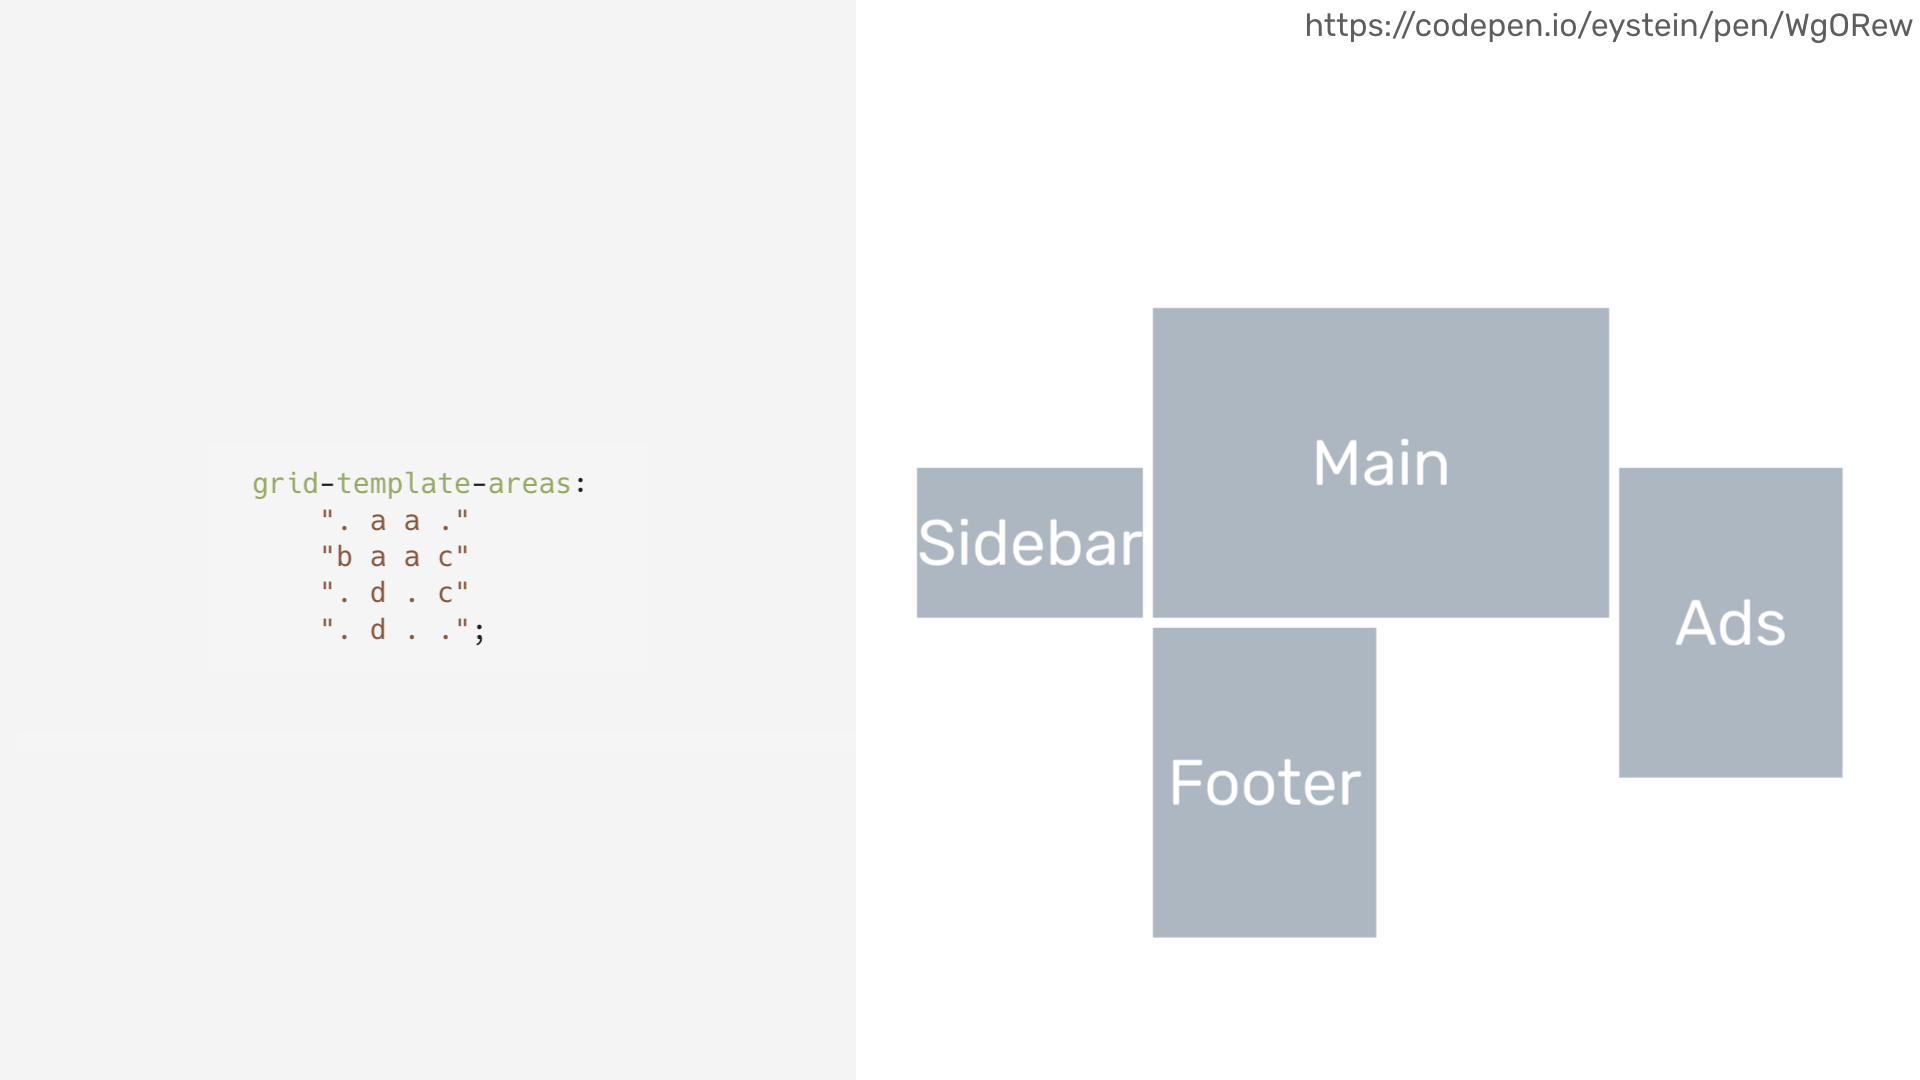 https://codepen.io/eystein/pen/WgORew
grid-template-areas:
". a a ."
"b a a c"
". d . c"
". d . .";
Main
Sidebar
Ads
Footer